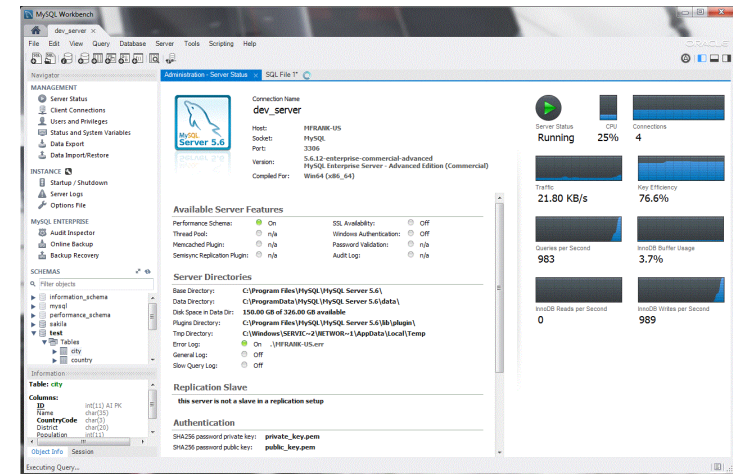 MySQL Workbench
dev_server ×
File Edit View Query Database Server Tools Scripting Help
ORACLE
Navigator
MANAGEMENT
Server Status
Client Connections
Users and Privileges
Status and System Variables
Data Export
Data Import/Restore
INSTANCE
Startup / Shutdown
Server Logs
Options File
MySQL ENTERPRISE
Audit Inspector
Online Backup
Backup Recovery
SCHEMAS
Filter objects
information_schema
mysql
performance_schema
sakila
test
Tables
city
country
Information
Table: city
Columns:
ID int(11) AI PK
Name char(35)
CountryCode char(3)
District char(20)
Population int(11)
Object Info Session
Executing Query...
Administration - Server Status × SQL File 1*
MySQL
Server 5.6
Connection Name
dev_server
Host: MFRANK-US
Socket: MySQL
Port: 3306
Version: 5.6.12-enterprise-commercial-advanced
MySQL Enterprise Server - Advanced Edition (Commercial)
Compiled For: Win64 (x86_64)
Available Server Features
Performance Schema: On SSL Availability: Off
Thread Pool: n/a Windows Authentication: Off
Memcached Plugin: n/a Password Validation: n/a
Semisync Replication Plugin: n/a Audit Log: n/a
Server Directories
Base Directory: C:\Program Files\MySQL\MySQL Server 5.6\
Data Directory: C:\ProgramData\MySQL\MySQL Server 5.6\data\
Disk Space in Data Dir: 150.00 GB of 326.00 GB available
Plugins Directory: C:\Program Files\MySQL\MySQL Server 5.6\lib\plugin\
Tmp Directory: C:\Windows\SERVIC~2\NETWOR~1\AppData\Local\Temp
Error Log: On .\MFRANK-US.err
General Log: Off
Slow Query Log: Off
Replication Slave
this server is not a slave in a replication setup
Authentication
SHA256 password private key: private_key.pem
SHA256 password public key: public_key.pem
Server Status CPU Connections
Running 25% 4
Traffic Key Efficiency
21.80 KB/s 76.6%
Queries per Second InnoDB Buffer Usage
983 3.7%
InnoDB Reads per Second InnoDB Writes per Second
0 989